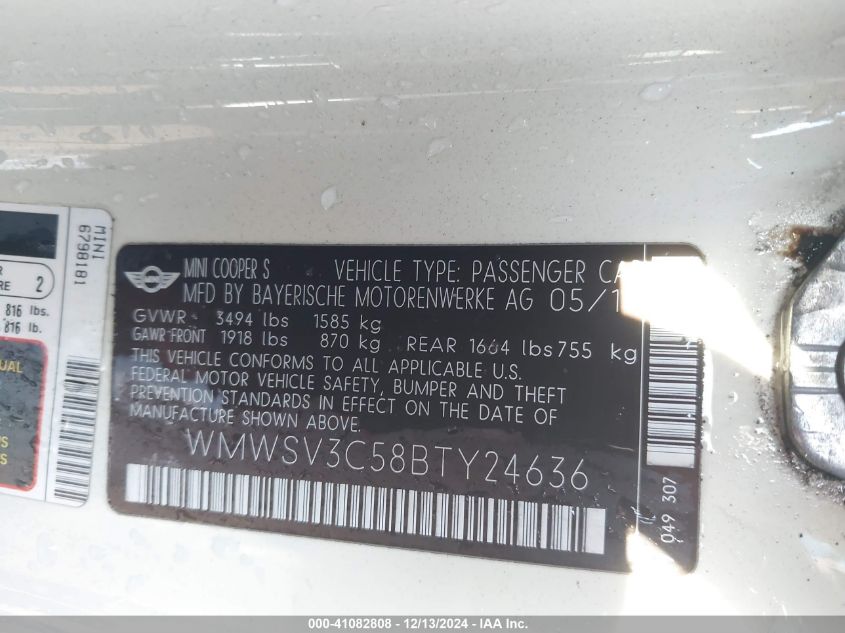 MINI
6798181
2
816 lbs.
816 lb.
MINI COOPER S VEHICLE TYPE: PASSENGER
MFD BY BAYERISCHE MOTORENWERKE AG 05/1
GVWR 3494 lbs 1585 kg
GAWR FRONT 1918 lbs 870 kg REAR 1664 lbs 755 kg
THIS VEHICLE CONFORMS TO ALL APPLICABLE U.S.
FEDERAL MOTOR VEHICLE SAFETY, BUMPER AND THEFT
PREVENTION STANDARDS IN EFFECT ON THE DATE OF
MANUFACTURE SHOWN ABOVE.
WMWSV3C58BTY24636
049 307
000-41082808 - 12/13/2024 - IAA Inc.